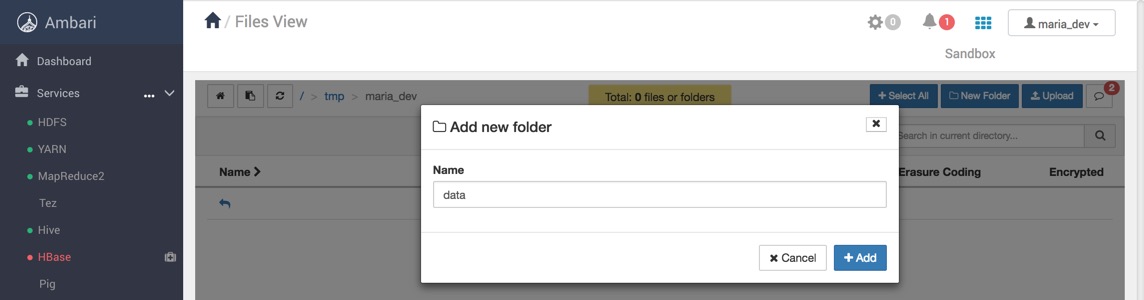 Ambari
/ Files View
0
1
maria_dev
Sandbox
Dashboard
Services
...
HDFS
YARN
MapReduce2
Tez
Hive
HBase
Pig
/ > tmp > maria_dev
Total: 0 files or folders
+ Select All
New Folder
Upload
2
Search in current directory...
Name
Erasure Coding
Encrypted
Add new folder
Name
data
Cancel
+ Add